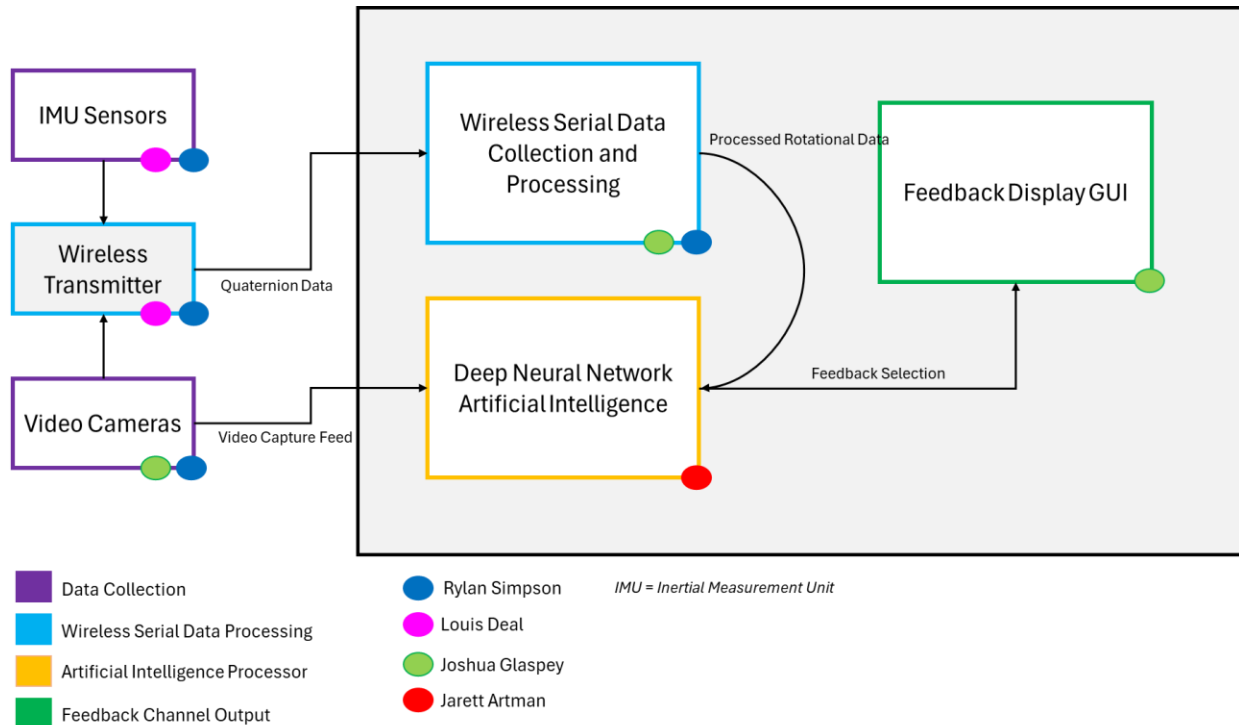 IMU Sensors
Wireless
Transmitter
Video Cameras
Quaternion Data
Video Capture Feed
Wireless Serial Data
Collection and
Processing
Processed Rotational Data
Deep Neural Network
Artificial Intelligence
Feedback Selection
Feedback Display GUI
Data Collection
Wireless Serial Data Processing
Artificial Intelligence Processor
Feedback Channel Output
Rylan Simpson
Louis Deal
Joshua Glaspey
Jarett Artman
IMU = Inertial Measurement Unit